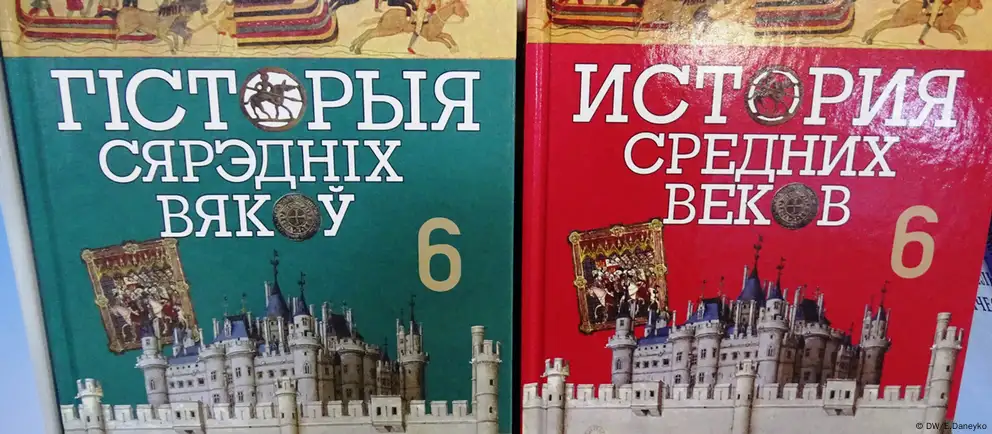 ГІСТОРЫЯ
СЯРЭДНІХ
ВЯКОЎ
6
ИСТОРИЯ
СРЕДНИХ
ВЕКОВ
6
© DW/E.Daneyko